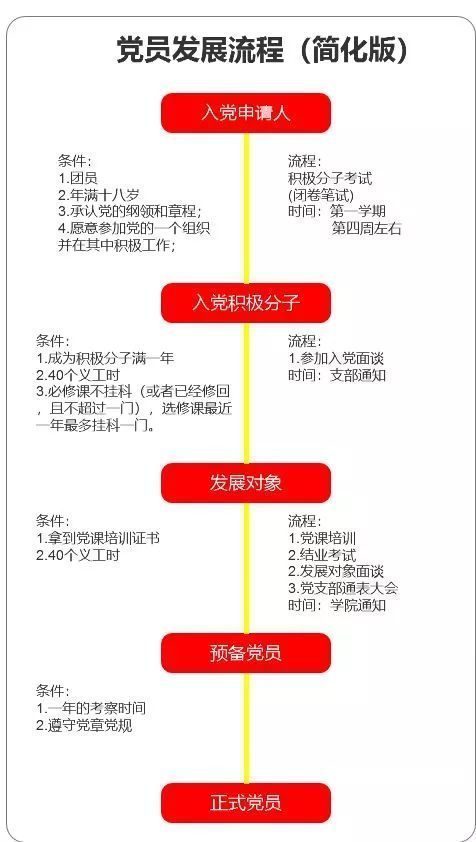 党员发展流程（简化版）
入党申请人
条件：
1.团员
2.年满十八岁
3.承认党的纲领和章程；
4.愿意参加党的一个组织
并在其中积极工作；
流程：
积极分子考试
(闭卷笔试)
时间：第一学期
第四周左右
入党积极分子
条件：
1.成为积极分子满一年
2.40个义工时
3.必修课不挂科（或者已经修回
，且不超过一门），选修课最近
一年最多挂科一门。
流程：
1.参加入党面谈
时间：支部通知
发展对象
条件：
1.拿到党课培训证书
2.40个义工时
流程：
1.党课培训
2.结业考试
2.发展对象面谈
3.党支部通表大会
时间：学院通知
预备党员
条件：
1.一年的考察时间
2.遵守党章党规
正式党员